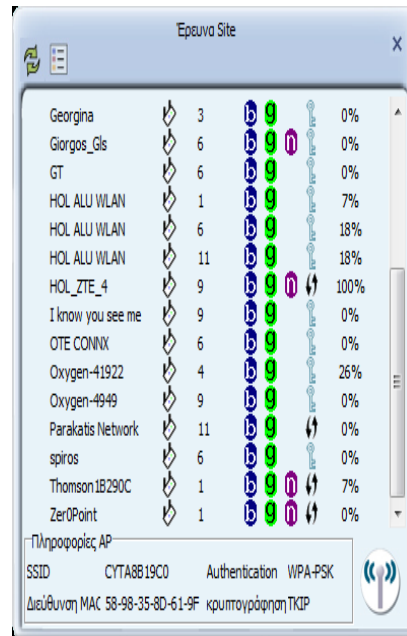 Έρευνα Site
Georgina 3 b g 0%
Giorgos_Gls 6 b g n 0%
GT 6 b g 0%
HOL ALU WLAN 1 b g 7%
HOL ALU WLAN 6 b g 18%
HOL ALU WLAN 11 b g 18%
HOL_ZTE_4 9 b g n 100%
I know you see me 9 b g 0%
OTE CONNX 6 b g 0%
Oxygen-41922 4 b g 26%
Oxygen-4949 9 b g 0%
Parakatis Network 11 b g 0%
spiros 6 b g 0%
Thomson1B290C 1 b g n 7%
Zer0Point 1 b g n 0%
Πληροφορίες AP
SSID CYTA8B19C0 Authentication WPA-PSK
Διεύθυνση MAC 58-98-35-8D-61-9F κρυπτογράφηση TKIP